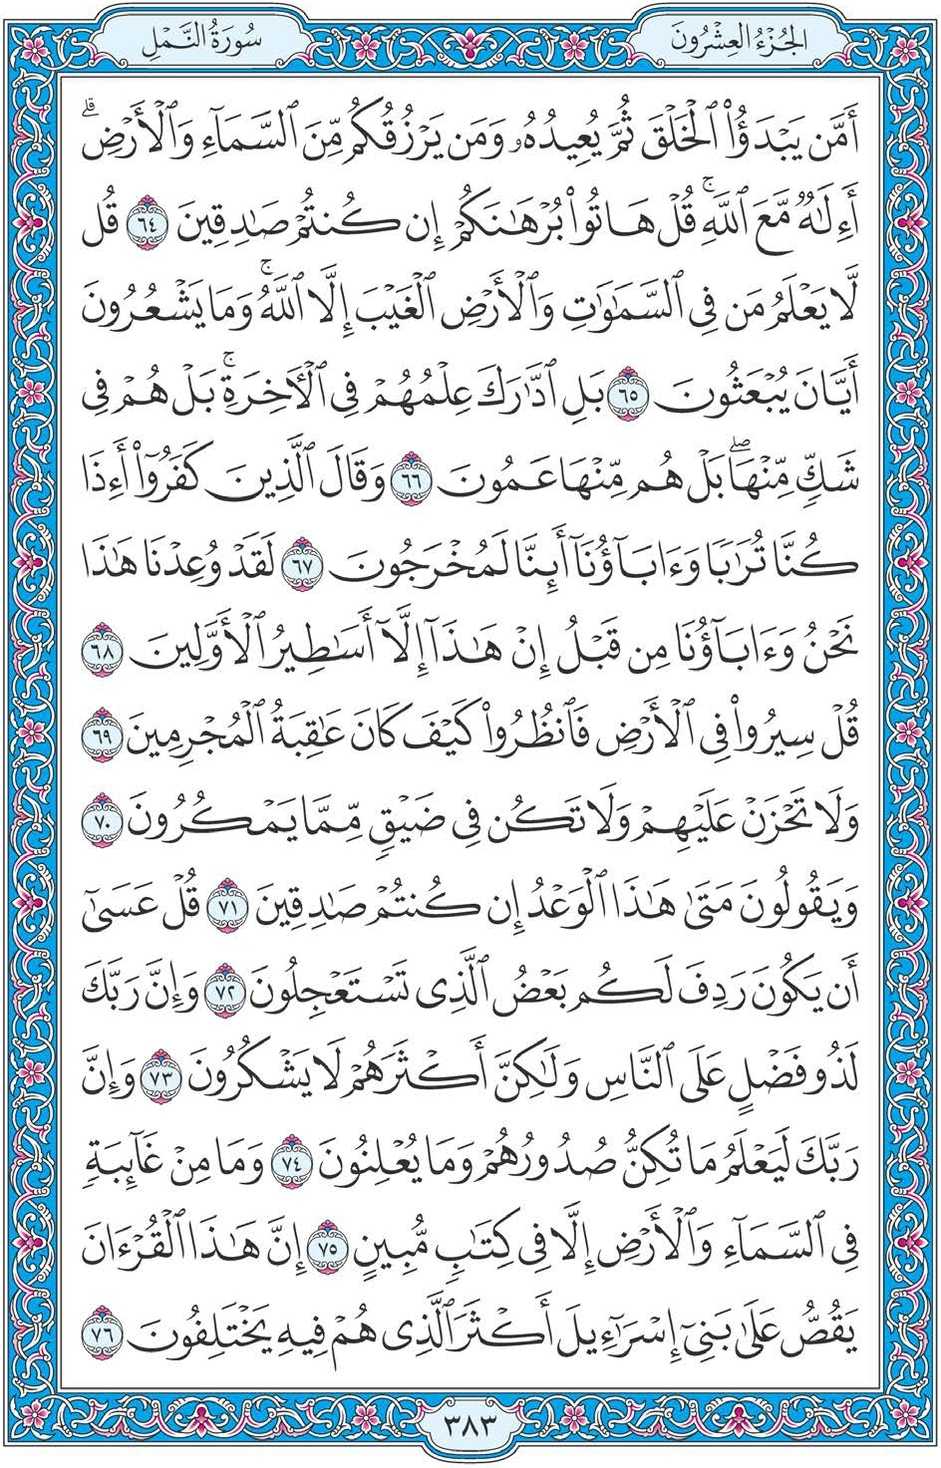 الجُزْءُ العِشْرُونَ
سُورَةُ النَّمْلِ
أَمَّن يَبْدَؤُا۟ ٱلْخَلْقَ ثُمَّ يُعِيدُهُۥ وَمَن يَرْزُقُكُم مِّنَ ٱلسَّمَآءِ وَٱلْأَرْضِ ۗ
أَءِلَـٰهٌ مَّعَ ٱللَّهِ ۚ قُلْ هَاتُوا۟ بُرْهَـٰنَكُمْ إِن كُنتُمْ صَـٰدِقِينَ ٦٤ قُل
لَّا يَعْلَمُ مَن فِى ٱلسَّمَـٰوَٰتِ وَٱلْأَرْضِ ٱلْغَيْبَ إِلَّا ٱللَّهُ ۚ وَمَا يَشْعُرُونَ
أَيَّانَ يُبْعَثُونَ ٦٥ بَلِ ٱدَّٰرَكَ عِلْمُهُمْ فِى ٱلْـَٔاخِرَةِ ۚ بَلْ هُمْ فِى
شَكٍّ مِّنْهَا ۖ بَلْ هُم مِّنْهَا عَمُونَ ٦٦ وَقَالَ ٱلَّذِينَ كَفَرُوٓا۟ أَءِذَا
كُنَّا تُرَٰبًا وَءَابَآؤُنَآ أَئِنَّا لَمُخْرَجُونَ ٦٧ لَقَدْ وُعِدْنَا هَـٰذَا
نَحْنُ وَءَابَآؤُنَا مِن قَبْلُ إِنْ هَـٰذَآ إِلَّآ أَسَـٰطِيرُ ٱلْأَوَّلِينَ ٦٨
قُلْ سِيرُوا۟ فِى ٱلْأَرْضِ فَٱنظُرُوا۟ كَيْفَ كَانَ عَـٰقِبَةُ ٱلْمُجْرِمِينَ ٦٩
وَلَا تَحْزَنْ عَلَيْهِمْ وَلَا تَكُن فِى ضَيْقٍ مِّمَّا يَمْكُرُونَ ٧٠
وَيَقُولُونَ مَتَىٰ هَـٰذَا ٱلْوَعْدُ إِن كُنتُمْ صَـٰدِقِينَ ٧١ قُلْ عَسَىٰٓ
أَن يَكُونَ رَدِفَ لَكُم بَعْضُ ٱلَّذِى تَسْتَعْجِلُونَ ٧٢ وَإِنَّ رَبَّكَ
لَذُو فَضْلٍ عَلَى ٱلنَّاسِ وَلَـٰكِنَّ أَكْثَرَهُمْ لَا يَشْكُرُونَ ٧٣ وَإِنَّ
رَبَّكَ لَيَعْلَمُ مَا تُكِنُّ صُدُورُهُمْ وَمَا يُعْلِنُونَ ٧٤ وَمَا مِنْ غَآئِبَةٍ
فِى ٱلسَّمَآءِ وَٱلْأَرْضِ إِلَّا فِى كِتَـٰبٍ مُّبِينٍ ٧٥ إِنَّ هَـٰذَا ٱلْقُرْءَانَ
يَقُصُّ عَلَىٰ بَنِىٓ إِسْرَٰٓءِيلَ أَكْثَرَ ٱلَّذِى هُمْ فِيهِ يَخْتَلِفُونَ ٧٦
٣٨٣